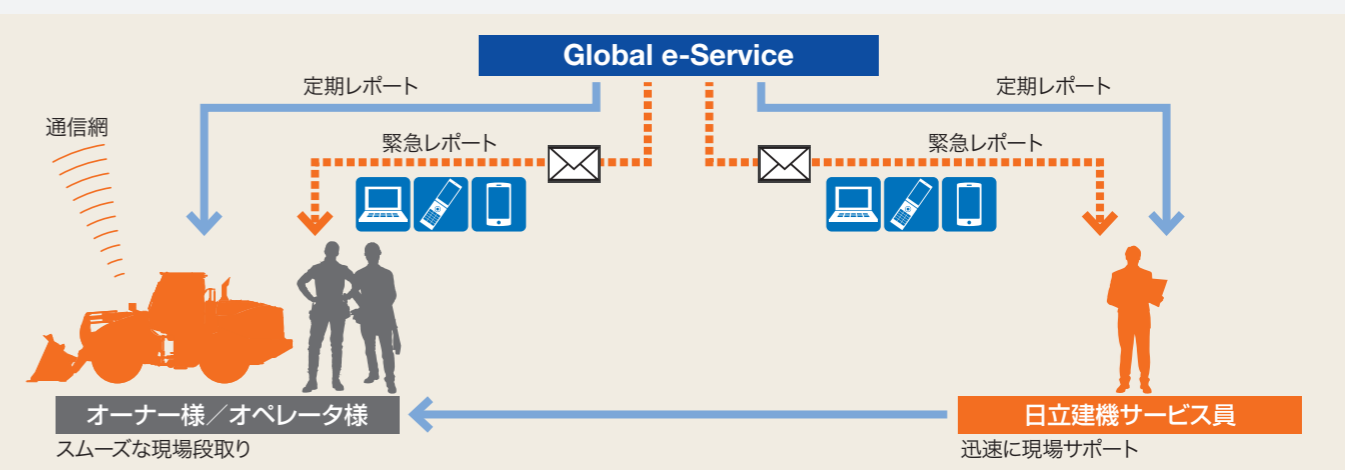 Global e-Service
定期レポート
定期レポート
通信網
緊急レポート
緊急レポート
オーナー様／オペレータ様
日立建機サービス員
スムーズな現場段取り
迅速に現場サポート